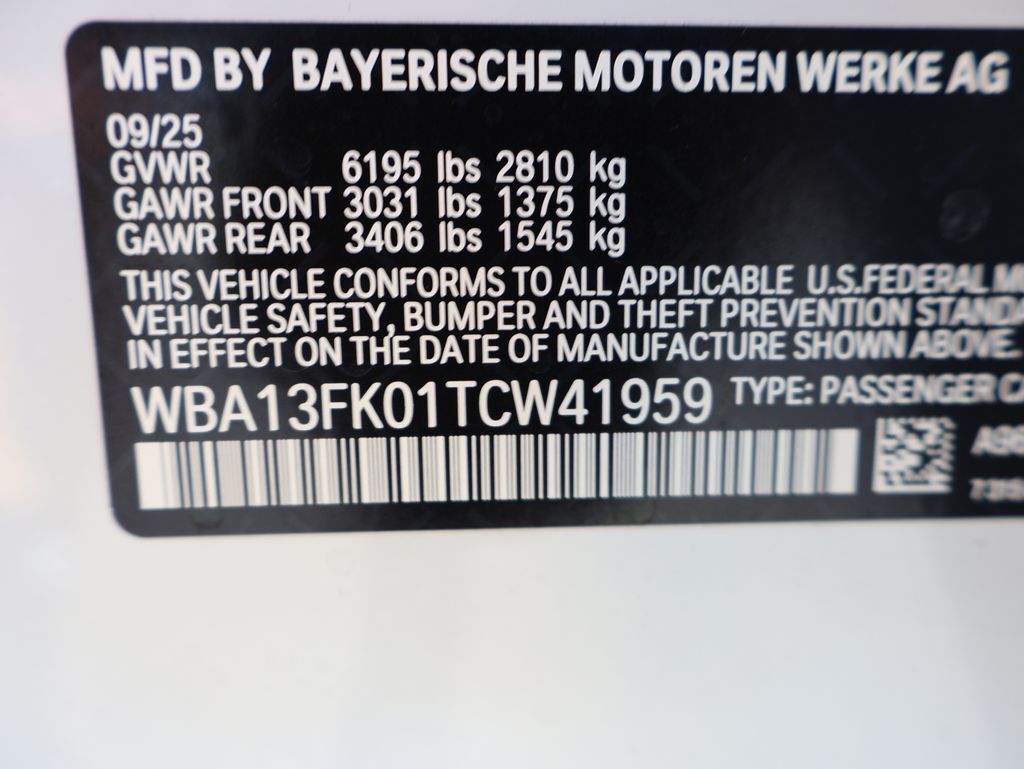 MFD BY BAYERISCHE MOTOREN WERKE AG
09/25
GVWR 6195 lbs 2810 kg
GAWR FRONT 3031 lbs 1375 kg
GAWR REAR 3406 lbs 1545 kg
THIS VEHICLE CONFORMS TO ALL APPLICABLE U.S.FEDERAL
VEHICLE SAFETY, BUMPER AND THEFT PREVENTION
IN EFFECT ON THE DATE OF MANUFACTURE SHOWN ABOVE.
WBA13FK01TCW41959 TYPE: PASSENGER